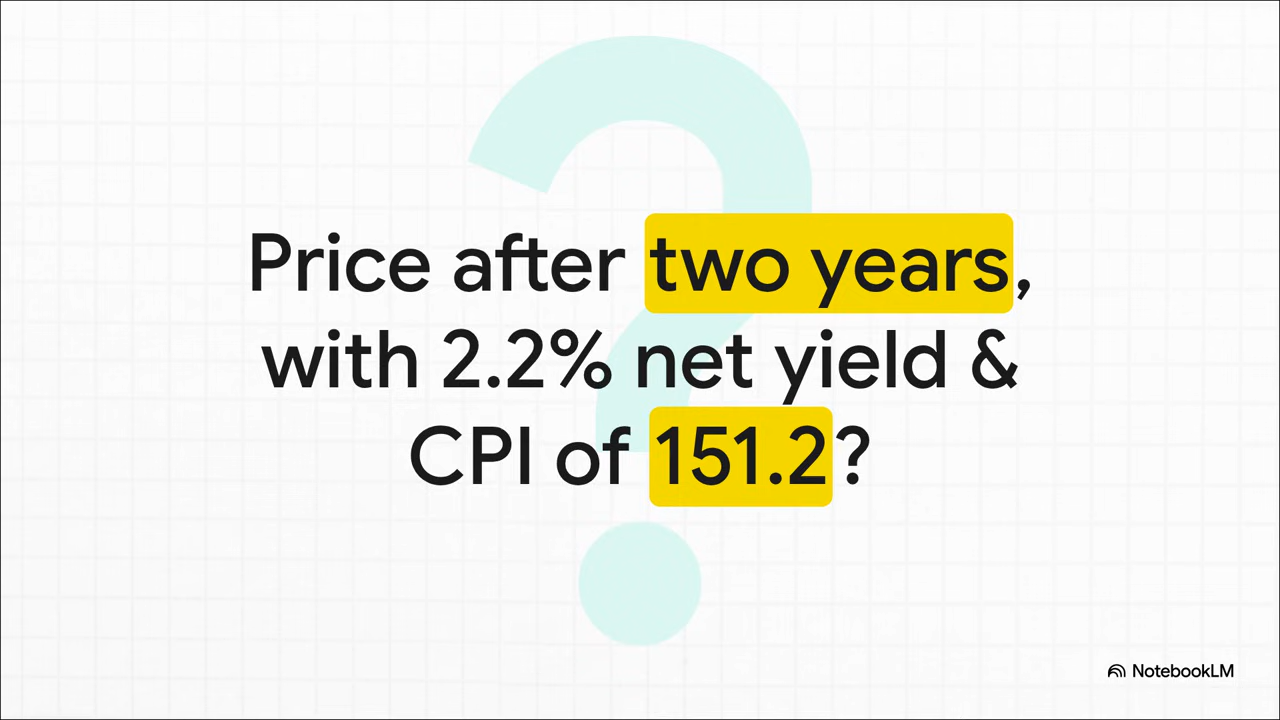 Price after two years,
with 2.2% net yield &
CPI of 151.2?
NotebookLM